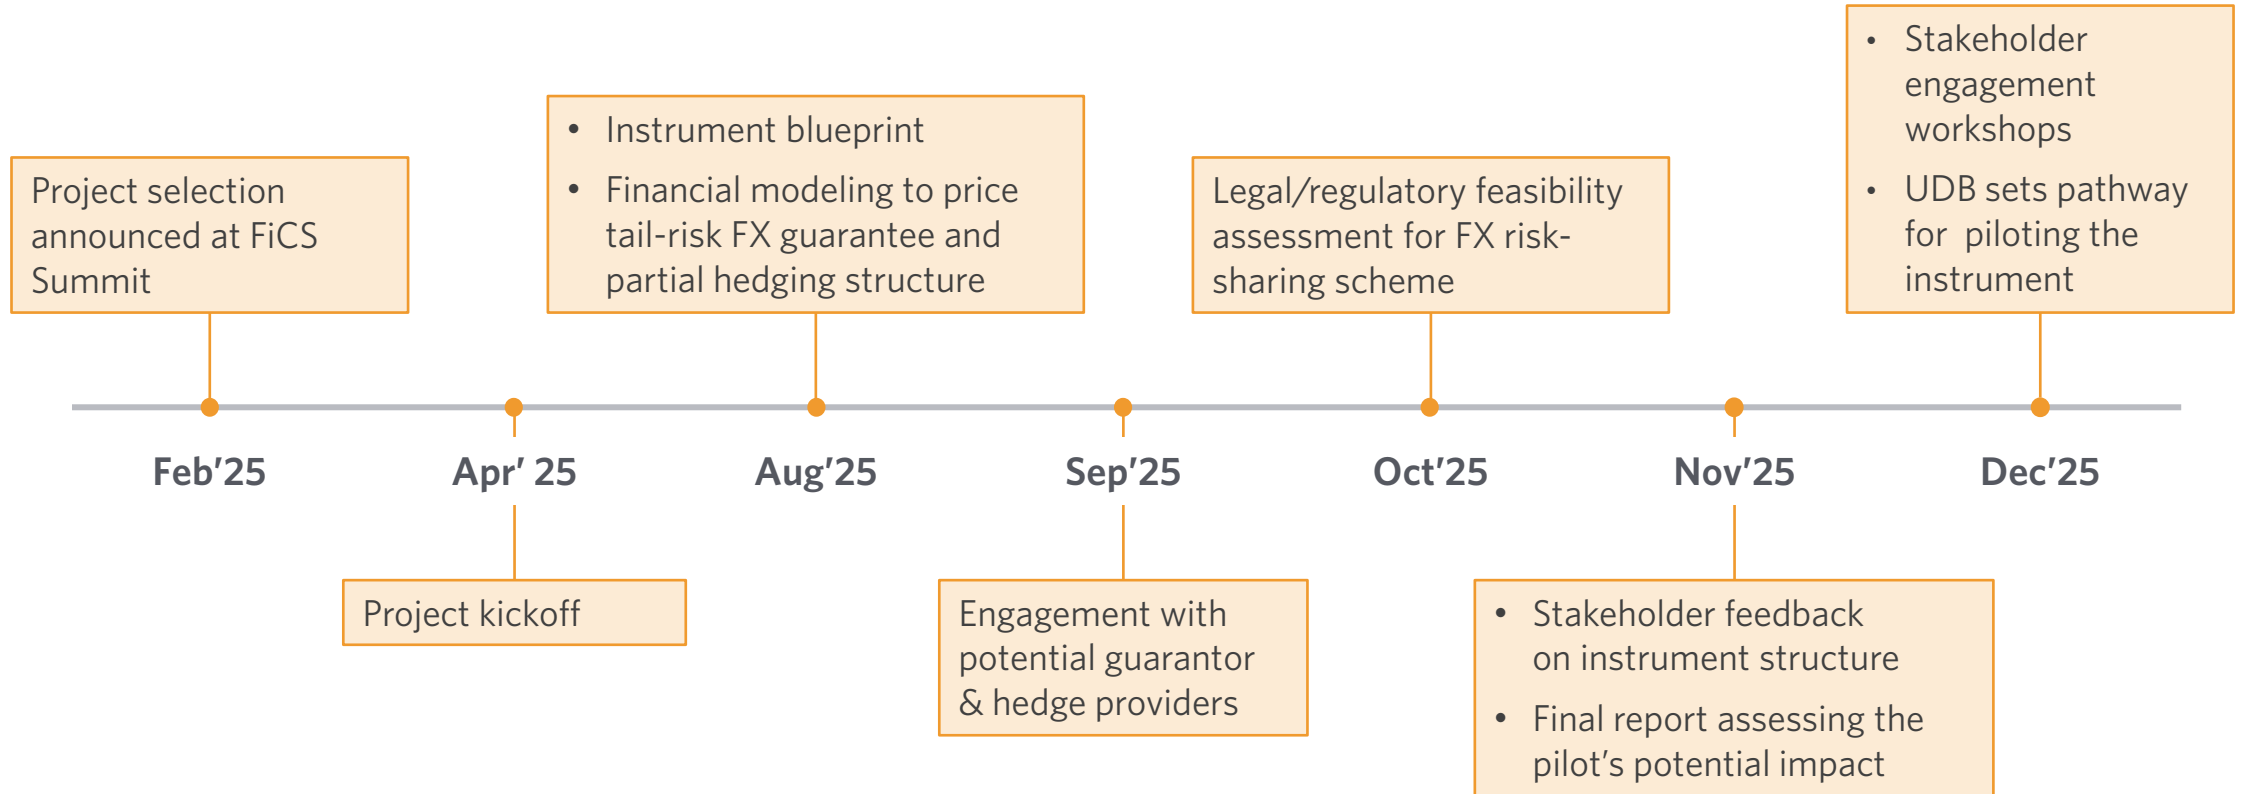 Project selection
announced at FiCS
Summit
• Instrument blueprint
• Financial modeling to price
tail-risk FX guarantee and
partial hedging structure
Legal/regulatory feasibility
assessment for FX risk-
sharing scheme
• Stakeholder
engagement
workshops
• UDB sets pathway
for  piloting the
instrument
Feb'25
Apr' 25
Aug'25
Sep'25
Oct'25
Nov'25
Dec'25
Project kickoff
Engagement with
potential guarantor
& hedge providers
• Stakeholder feedback
on instrument structure
• Final report assessing the
pilot's potential impact